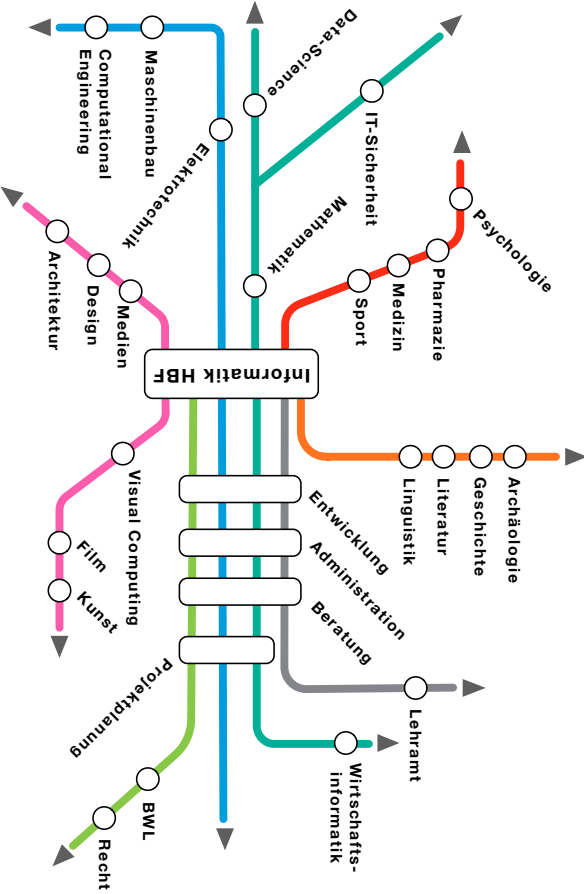 Data-Science
Computational
Engineering
Maschinenbau
IT-Sicherheit
Elektrotechnik
Mathematik
Psychologie
Architektur
Design
Medien
Sport
Medizin
Pharmazie
Informatik HBF
Visual Computing
Film
Kunst
Linguistik
Literatur
Geschichte
Archäologie
Entwicklung
Administration
Beratung
Projektplanung
Lehramt
Wirtschafts-
informatik
BWL
Recht